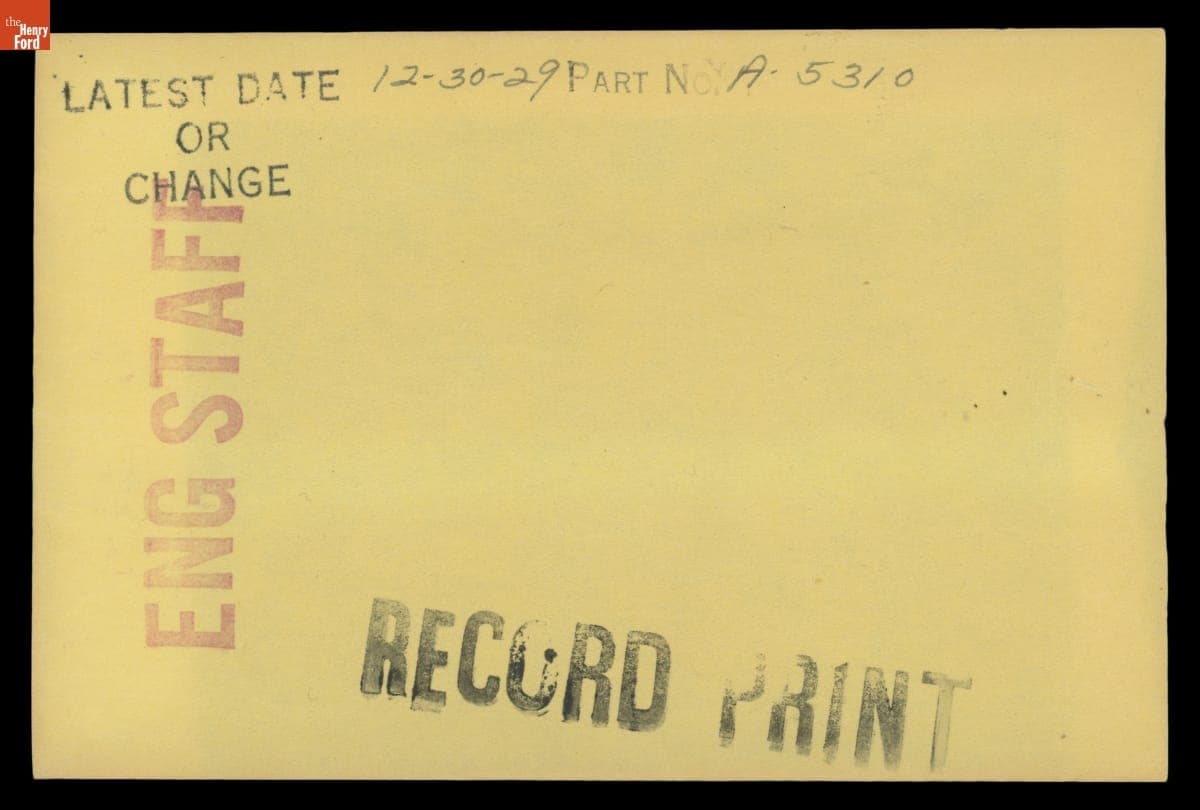 the
Henry
Ford
LATEST DATE 12-30-29 PART No. A-5310
OR
CHANGE
ENG STAFF
RECORD PRINT